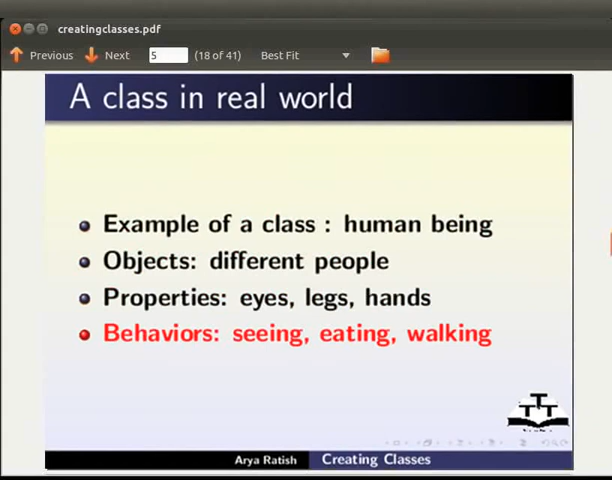 creatingclasses.pdf
Previous Next 5 (18 of 41) Best Fit
A class in real world
Example of a class : human being
Objects: different people
Properties: eyes, legs, hands
Behaviors: seeing, eating, walking
TTT
Arya Ratish Creating Classes